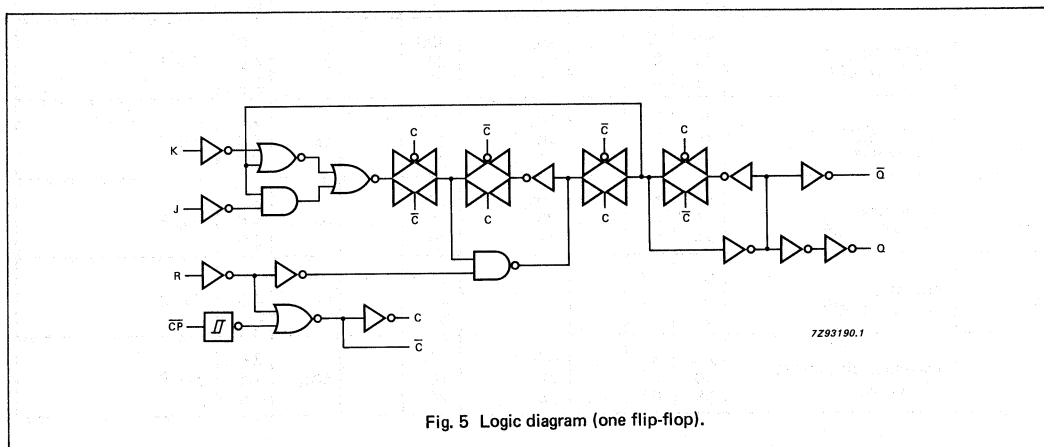 C
C̅
C̅
C
K
Q̅
C̅
C
C
C̅
J
Q
R
C̅P̅
C
C̅
7Z93190.1
Fig. 5 Logic diagram (one flip-flop).